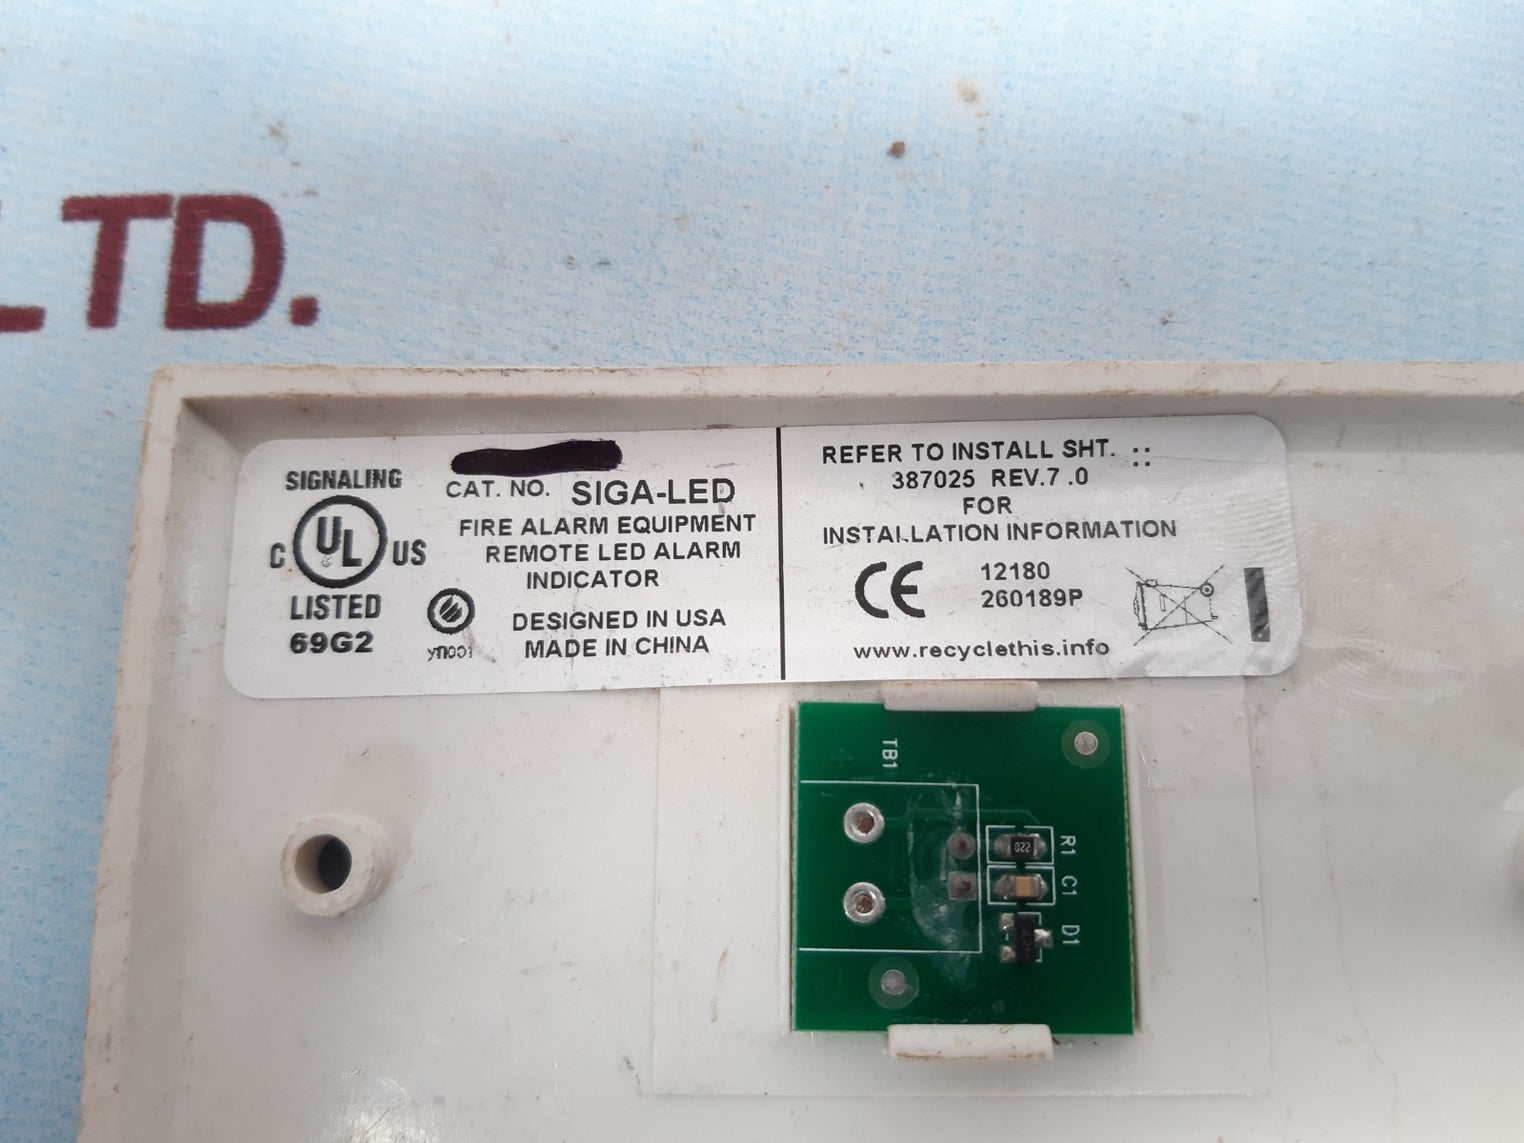 LTD.
SIGNALING
UL
C US
LISTED
69G2
CAT. NO. SIGA-LED
FIRE ALARM EQUIPMENT
REMOTE LED ALARM
INDICATOR
DESIGNED IN USA
MADE IN CHINA
REFER TO INSTALL SHT. ::
387025 REV.7 .0
FOR
INSTALLATION INFORMATION
CE
12180
260189P
www.recyclethis.info
TB1
R1
022
C1
D1